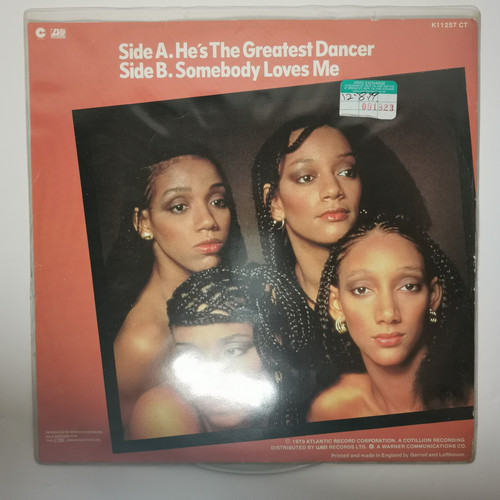 K11257 CT
Side A. He's The Greatest Dancer
Side B. Somebody Loves Me
091823
℗ 1979 ATLANTIC RECORD CORPORATION. A COTILLION RECORDING
DISTRIBUTED BY WEA RECORDS LTD. A WARNER COMMUNICATIONS CO.
Printed and made in England by Garrod and Lofthouse